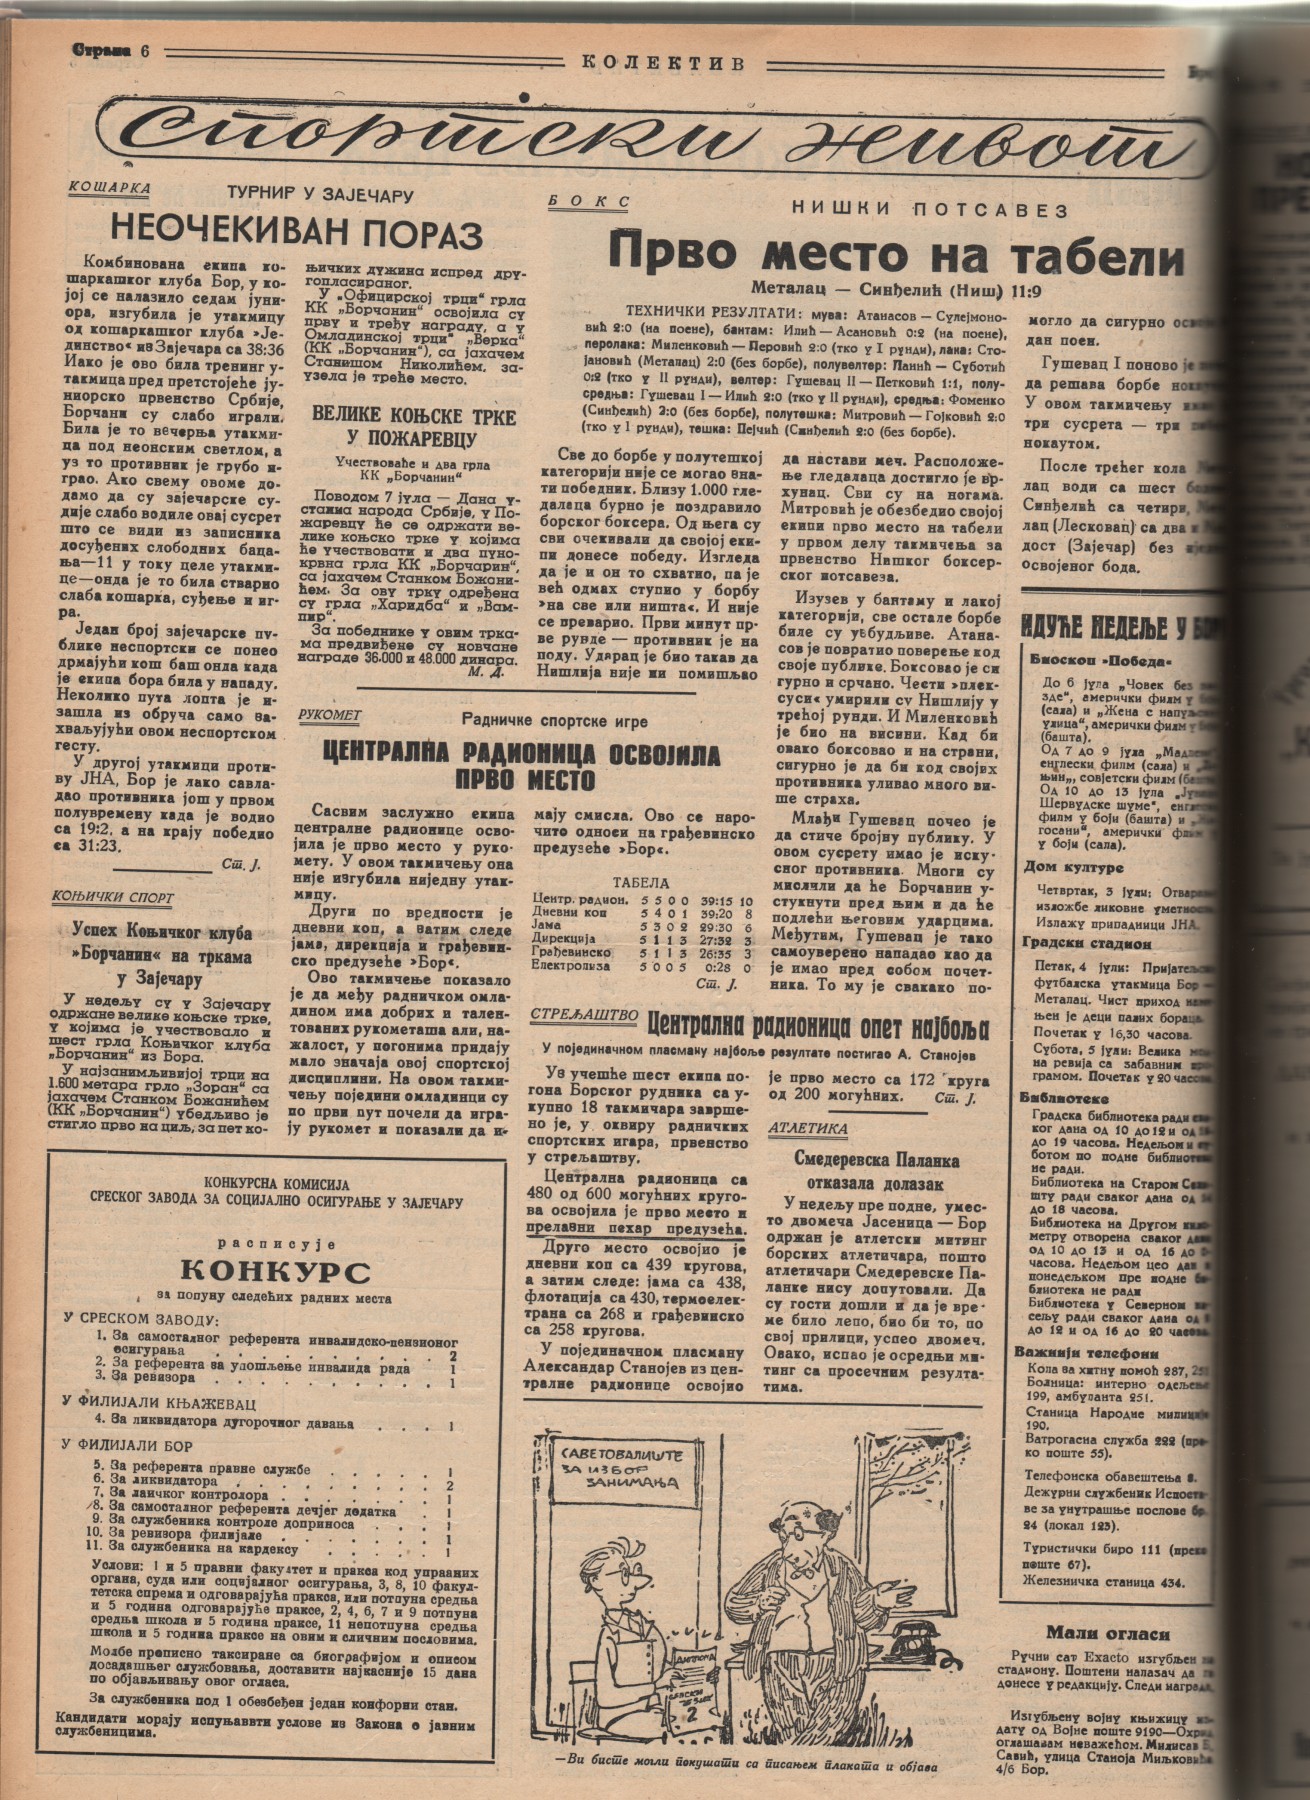 Страна 6
КОЛЕКТИВ
спортски живот
КОШАРКА
ТУРНИР У ЗАЈЕЧАРУ
НЕОЧЕКИВАН ПОРАЗ
Комбинована екипа ко-
шаркашког клуба Бор, у ко-
јој се налазило седам јуни-
ора, изгубила је утакмицу
од кошаркашког клуба »Је-
динство« из Зајечара са 38:36
Иако је ово била тренинг у-
такмица пред претстојеће ју-
ниорско првенство Србије,
Борчани су слабо играли.
Била је то вечерња утакми-
ца под неонским светлом, а
уз то противник је грубо и-
грао. Ако свему овоме до-
дамо да су зајечарске су-
дије слабо водиле овај сусрет
што се види из записника
досуђених слободних баца-
ња—11 у току целе утакми-
це—онда је то била стварно
слаба кошарка, суђење и иг-
ра.
Један број зајечарске пу-
блике неспортски се понео
дрмајући кош баш онда када
је екипа бора била у нападу.
Неколико пута лопта је и-
зашла из обруча само за-
хваљујући овом неспортском
гесту.
У другој утакмици проти-
ву ЈНА, Бор је лако савла-
дао противника још у првом
полувремену када је водио
са 19:2, а на крају победио
са 31:23.
Ст. Ј.
КОЊИЧКИ СПОРТ
Успех Коњичког клуба
»Борчанин« на тркама
у Зајечару
У недељу су у Зајечару
одржане велике коњске трке,
у којима је учествовало и
шест грла Коњичког клуба
„Борчанин“ из Бора.
У најзанимљивијој трци на
1.600 метара грло „Зоран“ са
јахачем Станком Божанићем
(КК „Борчанин“) убедљиво је
стигло прво на циљ, за пет ко-
њичких дужина испред дру-
гопласираног.
У „Официрској трци“ грла
КК „Борчанин“ освојила су
прву и трећу награду, а у
Омладинској трци“ „Верка“
(КК „Борчанин“), са јахачем
Станишом Николићем, за-
узела је треће место.
ВЕЛИКЕ КОЊСКЕ ТРКЕ
У ПОЖАРЕВЦУ
Учествоваће и два грла
КК „Борчанин“
Поводом 7 јула — Дана у-
станка народа Србије, у По-
жаревцу ће се одржати ве-
лике коњско трке у којима
ће учествовати и два пуно-
крвна грла КК „Борчарин“,
са јахачем Станком Божани-
ћем. За ову трку одређена
су грла „Харидба“ и „Вам-
пир“.
За победнике у овим трка-
ма предвиђене су новчане
награде 36.000 и 48.000 динара.
М. Д.
РУКОМЕТ
Радничке спортске игре
ЦЕНТРАЛНА РАДИОНИЦА ОСВОЈИЛА
ПРВО МЕСТО
Сасвим заслужно екипа
централне радионице осво-
јила је прво место у руко-
мету. У овом такмичењу она
није изгубила ниједну утак-
мицу.
Други по вредности је
дневни коп, а затим следе
јама, дирекција и грађевин-
ско предузеће »Бор«.
Ово такмичење показало
је да међу радничком омла-
дином има добрих и тален-
тованих рукометаша али, на-
жалост, у погонима придају
мало значаја овој спортској
дисциплини. На овом такми-
чењу поједини омладинци су
по први пут почели да игра-
ју рукомет и показали да и-
мају смисла. Ово се наро-
чито односи на грађевинско
предузеће »Бор«.
ТАБЕЛА
Центр. радион. 5 5 0 0 39:15 10
Дневни коп 5 4 0 1 39:20 8
Јама 5 3 0 2 29:30 6
Дирекција 5 1 1 3 27:32 3
Грађевинско 5 1 1 3 26:35 3
Електролиза 5 0 0 5 0:28 0
Ст. Ј.
СТРЕЉАШТВО
Централна радионица опет најбоља
У појединачном пласману најбоље резултате постигао А. Станојев
Уз учешће шест екипа по-
гона Борског рудника са у-
купно 18 такмичара заврше-
но је, у оквиру радничких
спортских игара, првенство
у стрељаштву.
Централна радионица са
480 од 600 могућних круго-
ва освојила је прво место и
прелазни пехар предузећа.
Друго место освојио је
дневни коп са 439 кругова,
а затим следе: јама са 438,
флотација са 430, термоелек-
трана са 268 и грађевинско
са 258 кругова.
У појединачном пласману
Александар Станојев из цен-
тралне радионице освојио
је прво место са 172 круга
од 200 могућних. Ст. Ј.
АТЛЕТИКА
Смедеревска Паланка
отказала долазак
У недељу пре подне, умес-
то двомеча Јасеница — Бор
одржан је атлетски митинг
борских атлетичара, пошто
атлетичари Смедеревске Па-
ланке нису допутовали. Да
су гости дошли и да је вре-
ме било лепо, био би то, по
свој прилици, успео двомеч.
Овако, испао је осредњи ми-
тинг са просечним резулта-
тима.
БОКС
НИШКИ ПОТСАВЕЗ
Прво место на табели
Металац — Синђелић (Ниш) 11:9
ТЕХНИЧКИ РЕЗУЛТАТИ: мува: Атанасов — Сулејмоно-
вић 2:0 (на поене), бантам: Илић — Асановић 0:2 (на поене),
перолака: Миленковић — Перовић 2:0 (тко у I рунди), лака: Сто-
јановић (Металац) 2:0 (без борбе), полувелтер: Панић — Суботић
0:2 (тко у II рунди), велтер: Гушевац II — Петковић 1:1, полу-
средња: Гушевац I — Илић 2:0 (тко у II рунди), средња: Фоменко
(Синђелић) 2:0 (без борбе), полутешка: Митровић — Гојковић 2:0
(тко у I рунди), тешка: Пејчић (Синђелић 2:0 (без борбе).
Све до борбе у полутешкој
категорији није се могао зна-
ти победник. Близу 1.000 гле-
далаца бурно је поздравило
борског боксера. Од њега су
сви очекивали да својој еки-
пи донесе победу. Изгледа
да је и он то схватио, па је
већ одмах ступио у борбу
»на све или ништа«. И није
се преварио. Први минут пр-
ве рунде — противник је на
поду. Ударац је био такав да
Нишлија није ни помишљао
да настави меч. Расположе-
ње гледалаца достигло је вр-
хунац. Сви су на ногама.
Митровић је обезбедио својој
екипи прво место на табели
у првом делу такмичења за
првенство Нишког боксер-
ског потсавеза.
Изузев у бантаму и лакој
категорији, све остале борбе
биле су узбудљиве. Атана-
сов је повратио поверење код
своје публике. Боксовао је си
гурно и срчано. Чести »плек-
суси« умирили су Нишлију у
трећој рунди. И Миленковић
је био на висини. Кад би
овако боксовао и на страни,
сигурно је да би код својих
противника уливао много ви-
ше страха.
Млађи Гушевац почео је
да стиче бројну публику. У
овом сусрету имао је иску-
сног противника. Многи су
мислили да ће Борчанин у-
стукнути пред њим и да ће
подлећи његовим ударцима.
Међутим, Гушевац је тако
самоуверено нападао као да
је имао пред собом почет-
ника. То му је свакако по-
могло да сигурно
дан поен.
Гушевац I поново је
да решава борбе
У овом такмичењу
три сусрета — три
нокаутом.
После трећег кола
лац води са шест
Синђелић са четири,
лац (Лесковац) са два и
дост (Зајечар) без
освојеног бода.
ИДУЋЕ НЕДЕЉЕ У
Биоскоп »Победа«
До 6 јула „Човек без
зде“, амерички филм у
(сала) и „Жена с
улица“, амерички филм у
(башта).
Од 7 до 9 јула
енглески филм (сала) и
њин„, совјетски филм
Од 10 до 13 јула
Шервудске шуме“,
филм у боји (башта) и
госани“, амерички
у боји (сала).
Дом културе
Четвртак, 3 јули:
изложбе ликовне
Излажу припадници ЈНА.
Градски стадион
Петак, 4 јули:
футбалска утакмица Бор —
Металац. Чист приход
њен је деци палих
Почетак у 16,30 часова.
Субота, 5 јули: Велика
на ревија са забавним
грамом. Почетак у 20
Библиотеке
Градска библиотека ради
ког дана од 10 до 12 и од
до 19 часова. Недељом и
ботом по подне
не ради.
Библиотека на Старом
шту ради сваког дана од
до 18 часова.
Библиотека на Другом
метру отворена сваког
од 10 до 13 и од 16 до
часова. Недељом цео дан и
понедељком пре подне
блиотека не ради
Библиотека у Северном
сељу ради сваког дана од
до 12 и од 16 до 20
Важнији телефони
Кола за хитну помоћ 287,
Болница: интерно
199, амбуланта 251.
Станица Народне
190.
Ватрогасна служба 222
ко поште 55).
Телефонска обавештења
Дежурни службеник
ве за унутрашње послове
24 (локал 123).
Туристички биро 111
поште 67).
Железничка станица 434.
Мали огласи
Ручни сат Exacto изгубљен
стадиону. Поштени налазач да
донесе у редакцију. Следи
Изгубљену војну књижицу
дату од Војне поште 9190—
оглашавам неважећом. Милисав
Савић, улица Станоја
4/6 Бор.
КОНКУРСНА КОМИСИЈА
СРЕСКОГ ЗАВОДА ЗА СОЦИЈАЛНО ОСИГУРАЊЕ У ЗАЈЕЧАРУ
расписује
КОНКУРС
за попуну следећих радних места
У СРЕСКОМ ЗАВОДУ:
1. За самосталног референта инвалидско-пензионог
осигурања . . . . . . . . 2
2. За референта за упошљење инвалида рада 1
3. За ревизора . . . . . . . . 1
У ФИЛИЈАЛИ КЊАЖЕВАЦ
4. За ликвидатора дугорочног давања . . . 1
У ФИЛИЈАЛИ БОР
5. За референта правне службе . . . . 1
6. За ликвидатора . . . . . . . 2
7. За лаичког контролора . . . . . 1
8. За самосталног референта дечјег додатка . 1
9. За службеника контроле доприноса . . . 1
10. За ревизора филијале . . . . . 1
11. За службеника на кардексу . . . . 1
Услови: 1 и 5 правни факултет и пракса код управних
органа, суда или социјалног осигурања, 3, 8, 10 факул-
тетска спрема и одговарајућа пракса, или потпуна средња
и 5 година одговарајуће праксе, 2, 4, 6, 7 и 9 потпуна
средња школа и 5 година праксе, 11 непотпуна средња
школа и 5 година праксе на овим и сличним пословима.
Молбе прописно таксиране са биографијом и описом
досадашњег службовања, доставити најкасније 15 дана
по објављивању овог огласа.
За службеника под 1 обезбеђен један конфорни стан.
Кандидати морају испуњаввти услове из Закона о јавним
службеницима.
САВЕТОВАЛИШТЕ
ЗА ИЗБОР
ЗАНИМАЊА
ДИПЛОМА
2
—Ви бисте могли покушати са писањем плаката и објава